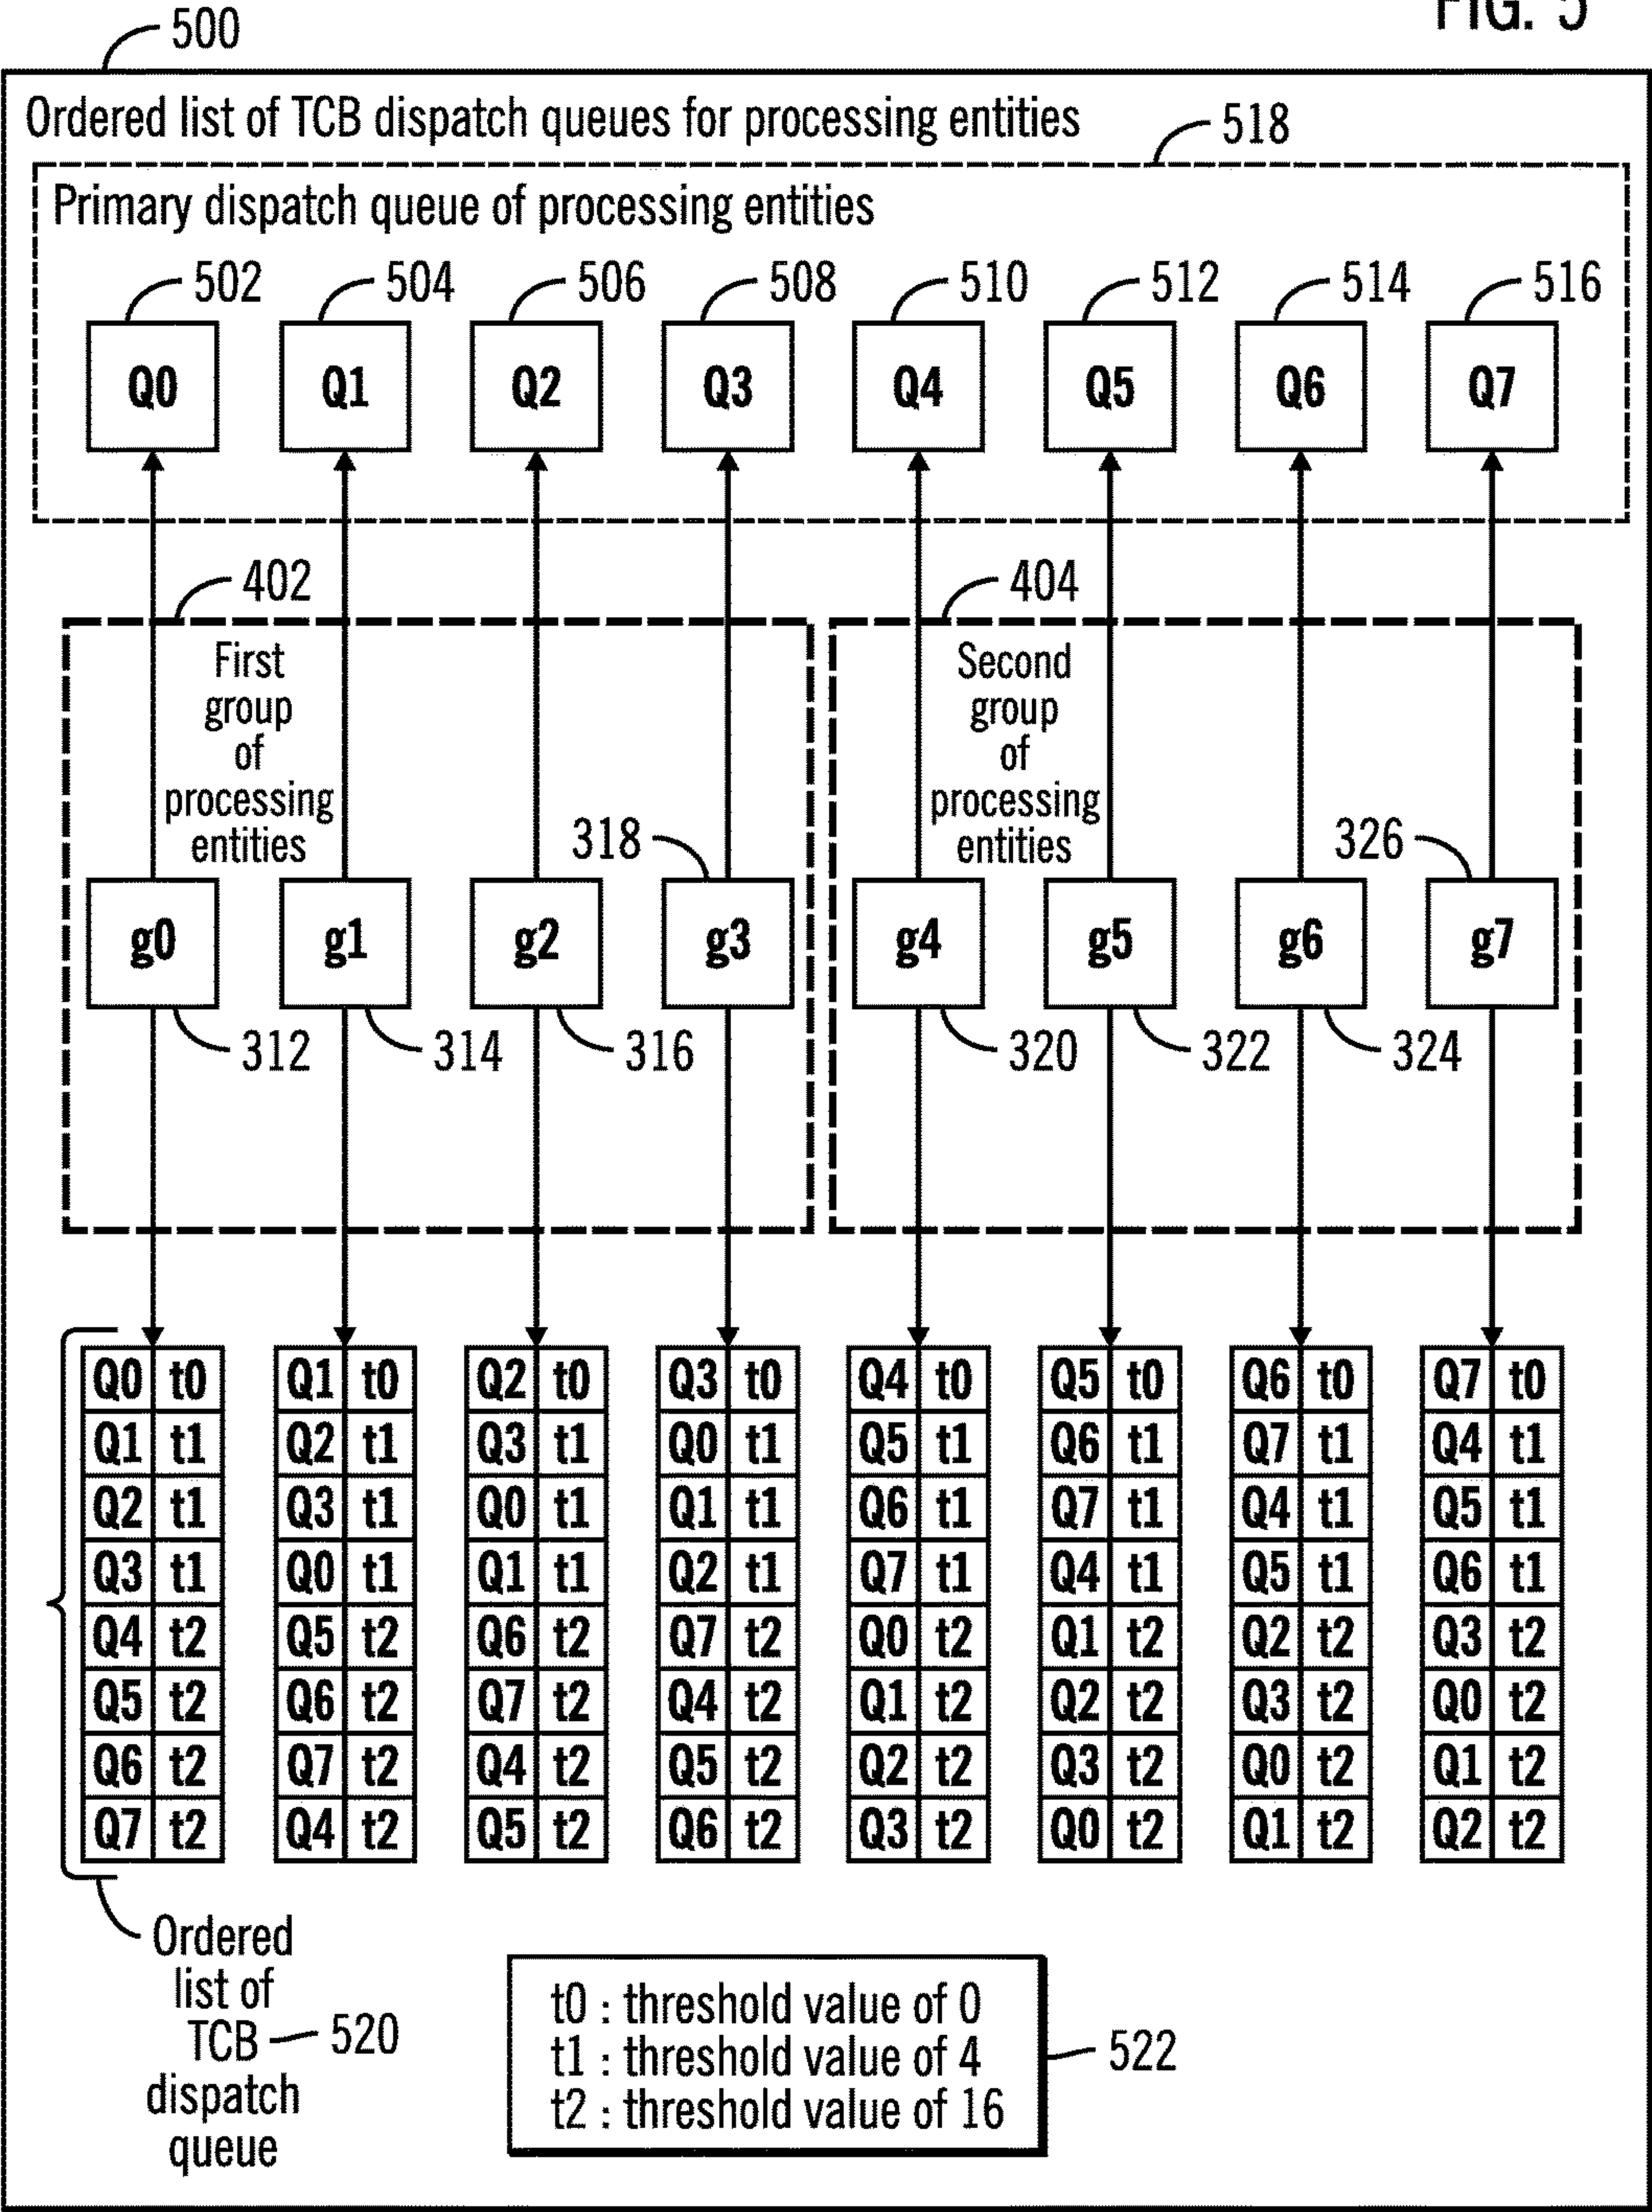 FIG. 5
500
Ordered list of TCB dispatch queues for processing entities
518
Primary dispatch queue of processing entities
502 504 506 508 510 512 514 516
Q0 Q1 Q2 Q3 Q4 Q5 Q6 Q7
402 404
First
group
of
processing
entities
Second
group
of
processing
entities
318 326
g0 g1 g2 g3 g4 g5 g6 g7
312 314 316 320 322 324
Q0 t0 Q1 t0 Q2 t0 Q3 t0 Q4 t0 Q5 t0 Q6 t0 Q7 t0
Q1 t1 Q2 t1 Q3 t1 Q0 t1 Q5 t1 Q6 t1 Q7 t1 Q4 t1
Q2 t1 Q3 t1 Q0 t1 Q1 t1 Q6 t1 Q7 t1 Q4 t1 Q5 t1
Q3 t1 Q0 t1 Q1 t1 Q2 t1 Q7 t1 Q4 t1 Q5 t1 Q6 t1
Q4 t2 Q5 t2 Q6 t2 Q7 t2 Q0 t2 Q1 t2 Q2 t2 Q3 t2
Q5 t2 Q6 t2 Q7 t2 Q4 t2 Q1 t2 Q2 t2 Q3 t2 Q0 t2
Q6 t2 Q7 t2 Q4 t2 Q5 t2 Q2 t2 Q3 t2 Q0 t2 Q1 t2
Q7 t2 Q4 t2 Q5 t2 Q6 t2 Q3 t2 Q0 t2 Q1 t2 Q2 t2
Ordered
list of
TCB
dispatch
queue
520
t0 : threshold value of 0
t1 : threshold value of 4
t2 : threshold value of 16
522